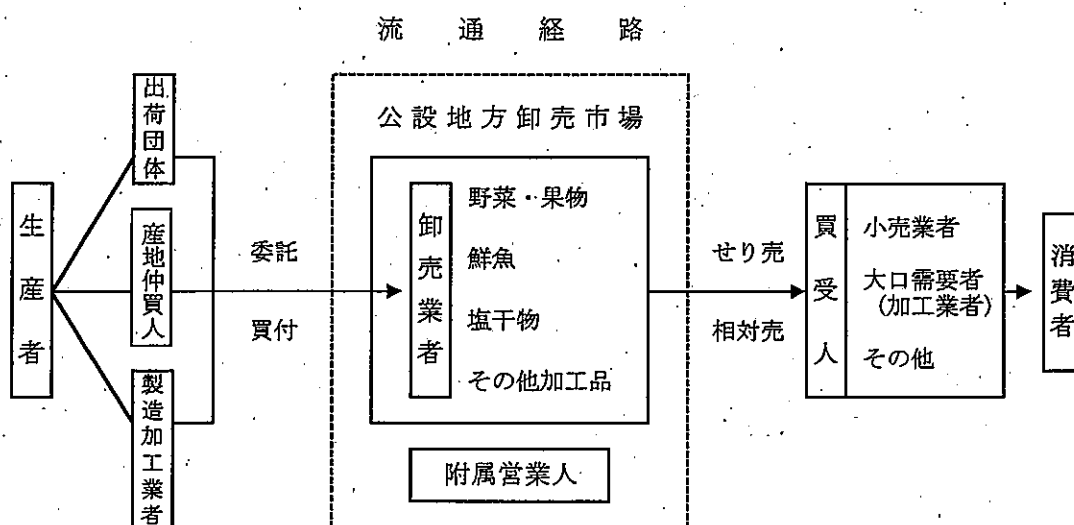 流通経路
公設地方卸売市場
生産者
出荷団体
産地仲買人
製造加工業者
委託
買付
卸売業者
野菜・果物
鮮魚
塩干物
その他加工品
附属営業人
せり売
相対売
買受人
小売業者
大口需要者
(加工業者)
その他
消費者